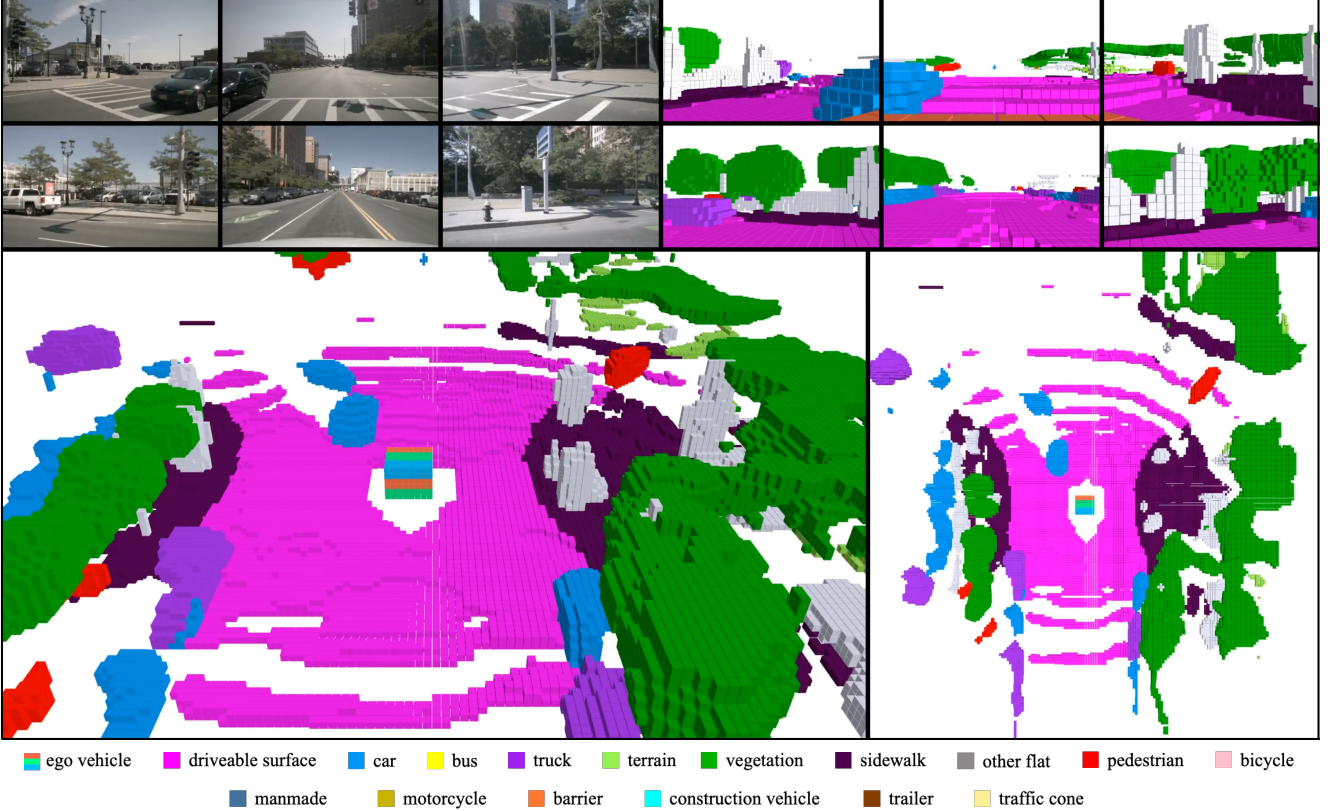 ego vehicle driveable surface car bus truck terrain vegetation sidewalk other flat pedestrian bicycle
manmade motorcycle barrier construction vehicle trailer traffic cone